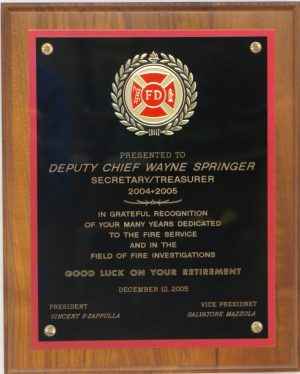 FD
PRESENTED TO
DEPUTY CHIEF WAYNE SPRINGER
SECRETARY/TREASURER
2004-2005
IN GRATEFUL RECOGNITION
OF YOUR MANY YEARS DEDICATED
TO THE FIRE SERVICE
AND IN THE
FIELD OF FIRE INVESTIGATIONS
GOOD LUCK ON YOUR RETIREMENT
DECEMBER 12, 2005
PRESIDENT
VINCENT P ZAPPULLA
VICE PRESIDNET
SALVATORE MAZZOLA